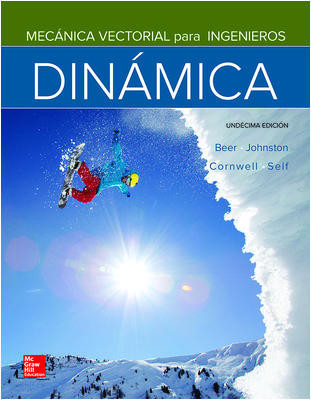 MECÁNICA VECTORIAL para INGENIEROS
DINÁMICA
UNDÉCIMA EDICIÓN
Beer · Johnston
Cornwell · Self
Mc
Graw
Hill
Education